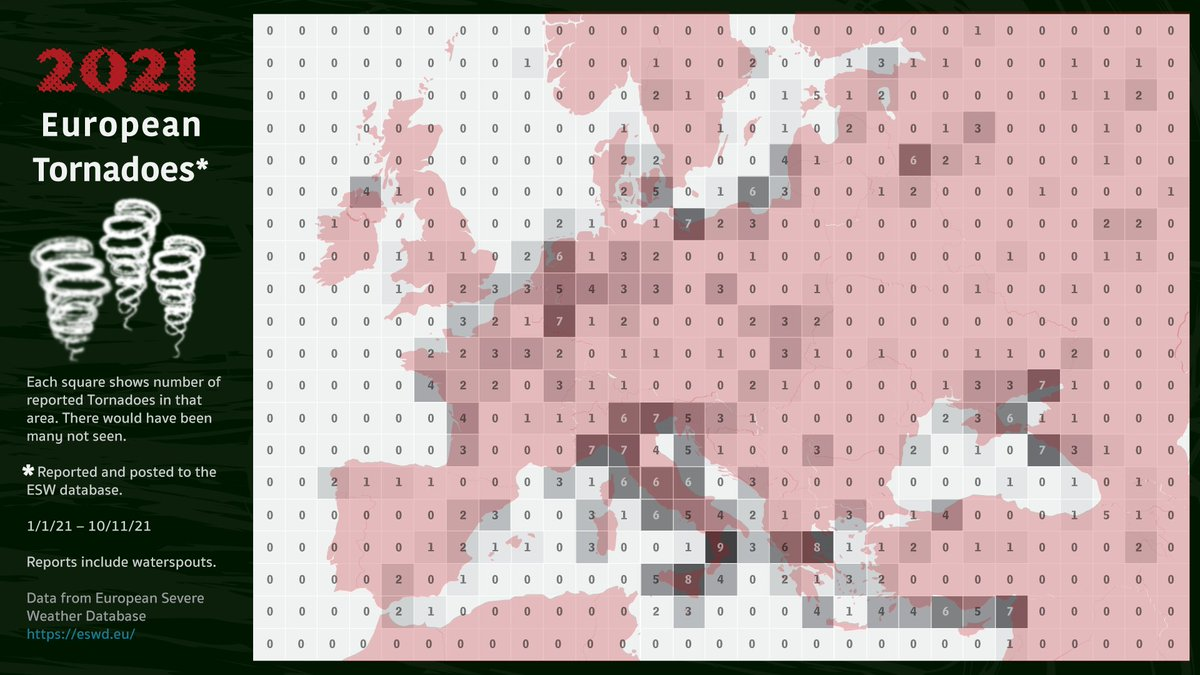 2021
European
Tornadoes*
Each square shows number of
reported Tornadoes in that
area. There would have been
many not seen.
* Reported and posted to the
ESW database.
1/1/21 – 10/11/21
Reports include waterspouts.
Data from European Severe
Weather Database
https://eswd.eu/
0 0 0 0 0 0 0 0 0 0 0 0 0 0 0 0 0 0 0 0 0 0 1 0 0 0 0 0 0
0 0 0 0 0 0 0 0 1 0 0 0 1 0 0 2 0 0 1 3 1 1 0 0 0 1 0 1 0
0 0 0 0 0 0 0 0 0 0 0 0 2 1 0 0 1 5 1 2 0 0 0 0 0 1 1 2 0
0 0 0 0 0 0 0 0 0 0 0 1 0 0 1 0 1 0 2 0 0 1 3 0 0 0 1 0 0
0 0 0 0 0 0 0 0 0 0 0 2 2 0 0 0 4 1 0 0 6 2 1 0 0 0 1 0 0
0 0 0 4 1 0 0 0 0 0 0 2 5 0 1 6 3 0 0 1 2 0 0 0 1 0 0 0 1
0 0 1 0 0 0 0 0 0 2 1 0 1 7 2 3 0 0 0 0 0 0 0 0 0 0 2 2 0
0 0 0 0 1 1 1 0 2 6 1 3 2 0 0 1 0 0 0 0 0 0 0 1 0 0 1 1 0
0 0 0 0 1 0 2 3 3 5 4 3 3 0 3 0 0 1 0 0 0 0 1 0 0 1 0 0 0
0 0 0 0 0 0 3 2 1 7 1 2 0 0 0 2 3 2 0 0 0 0 0 0 0 0 0 0 0
0 0 0 0 0 2 2 3 3 2 0 1 1 0 1 0 3 1 0 1 0 0 1 1 0 2 0 0 0
0 0 0 0 0 4 2 2 0 3 1 1 0 0 0 2 1 0 0 0 0 1 3 3 7 1 0 0 0
0 0 0 0 0 0 4 0 1 1 1 6 7 5 3 1 0 0 0 0 0 2 3 6 1 1 0 0 0
0 0 0 0 0 0 3 0 0 0 7 7 4 5 1 0 0 3 0 0 2 0 1 0 7 3 1 0 0
0 0 2 1 1 1 0 0 0 3 1 6 6 6 0 3 0 0 0 0 0 0 0 1 0 1 0 1 0
0 0 0 0 0 0 2 3 0 0 3 1 6 5 4 2 1 0 3 0 1 4 0 0 0 1 5 1 0
0 0 0 0 0 1 2 1 1 0 3 0 0 1 9 3 6 8 1 1 2 0 1 1 0 0 0 2 0
0 0 0 0 2 0 1 0 0 0 0 0 5 8 4 0 2 1 3 2 0 0 0 0 0 0 0 0 0
0 0 0 0 2 1 0 0 0 0 0 0 2 3 0 0 0 4 1 4 4 6 5 7 0 0 0 0 0
0 0 0 0 0 0 0 0 0 0 0 0 0 0 0 0 0 0 0 0 0 0 0 1 0 0 0 0 0